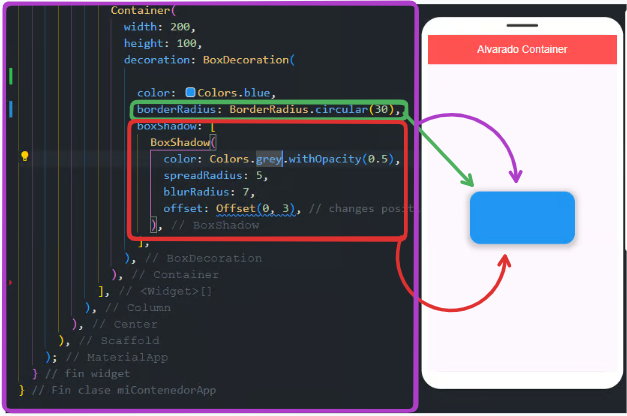 Container(
width: 200,
height: 100,
decoration: BoxDecoration(
color: Colors.blue,
borderRadius: BorderRadius.circular(30),
boxShadow: [
BoxShadow(
color: Colors.grey.withOpacity(0.5),
spreadRadius: 5,
blurRadius: 7,
offset: Offset(0, 3), // changes posit
), // BoxShadow
],
), // BoxDecoration
), // Container
], // <Widget>[]
), // Column
), // Center
), // Scaffold
); // MaterialApp
} // fin widget
} // Fin clase miContenedorApp
Alvarado Container